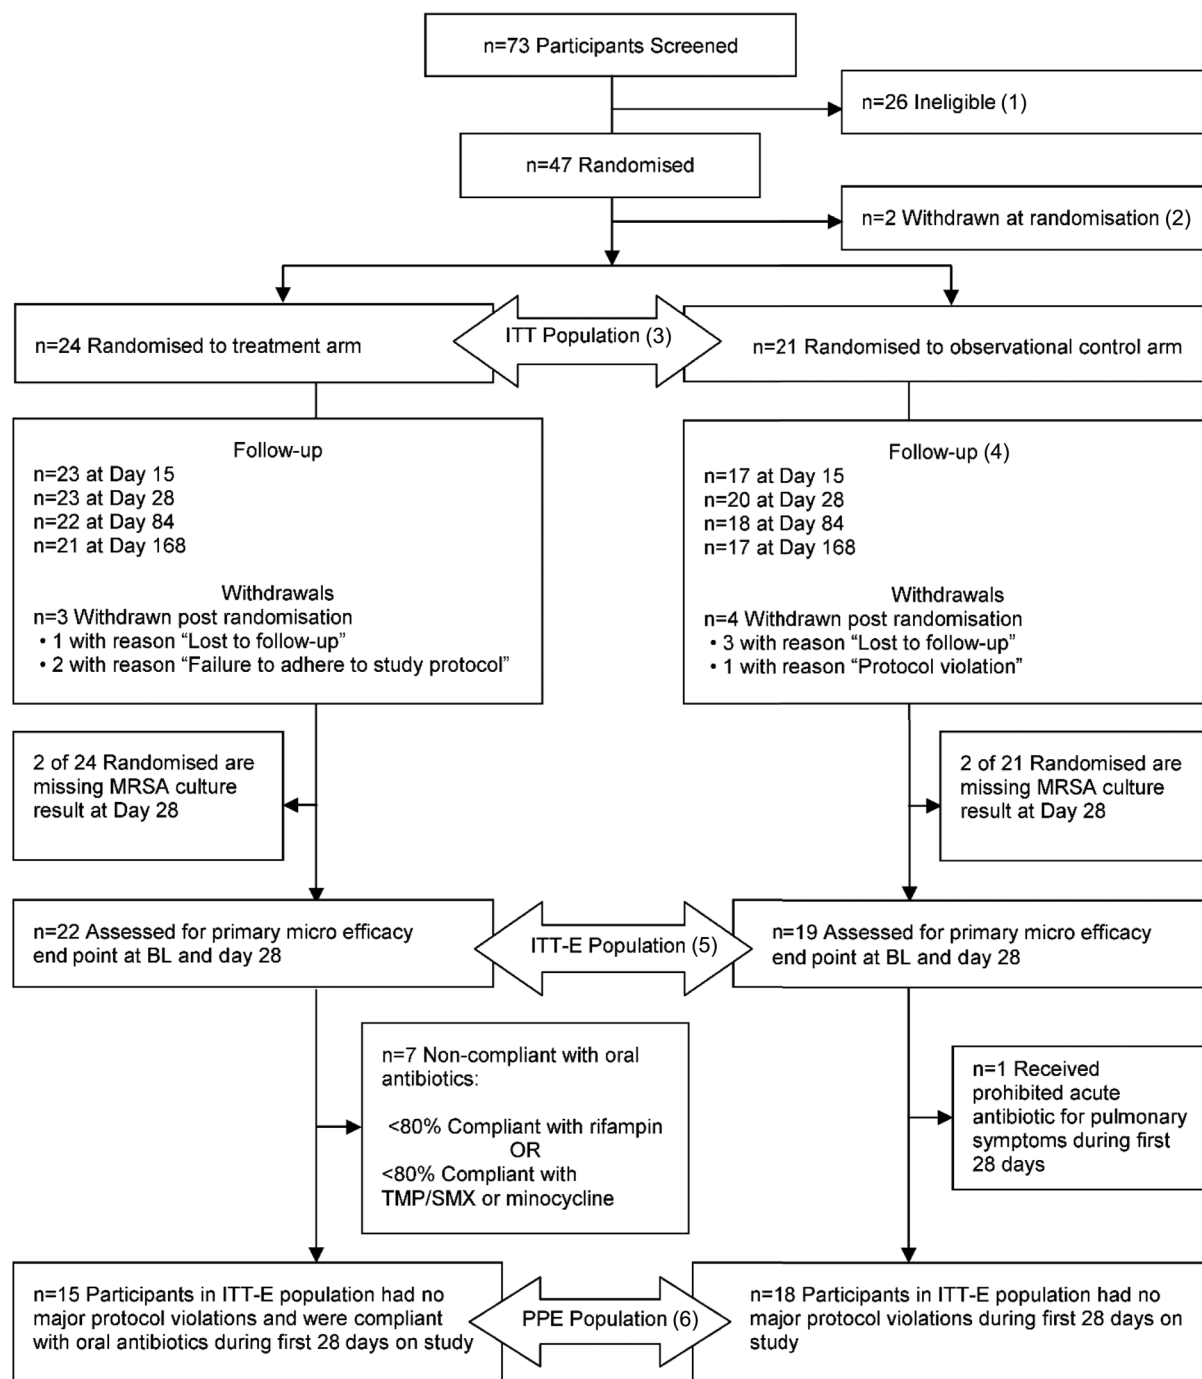 n=73 Participants Screened
n=26 Ineligible (1)
n=47 Randomised
n=2 Withdrawn at randomisation (2)
n=24 Randomised to treatment arm
ITT Population (3)
n=21 Randomised to observational control arm
Follow-up
n=23 at Day 15
n=23 at Day 28
n=22 at Day 84
n=21 at Day 168
Withdrawals
n=3 Withdrawn post randomisation
• 1 with reason “Lost to follow-up”
• 2 with reason “Failure to adhere to study protocol”
Follow-up (4)
n=17 at Day 15
n=20 at Day 28
n=18 at Day 84
n=17 at Day 168
Withdrawals
n=4 Withdrawn post randomisation
• 3 with reason “Lost to follow-up”
• 1 with reason “Protocol violation”
2 of 24 Randomised are
missing MRSA culture
result at Day 28
2 of 21 Randomised are
missing MRSA culture
result at Day 28
n=22 Assessed for primary micro efficacy
end point at BL and day 28
ITT-E Population (5)
n=19 Assessed for primary micro efficacy
end point at BL and day 28
n=7 Non-compliant with oral
antibiotics:
<80% Compliant with rifampin
OR
<80% Compliant with
TMP/SMX or minocycline
n=1 Received
prohibited acute
antibiotic for pulmonary
symptoms during first
28 days
n=15 Participants in ITT-E population had no
major protocol violations and were compliant
with oral antibiotics during first 28 days on study
PPE Population (6)
n=18 Participants in ITT-E population had no
major protocol violations during first 28 days on
study